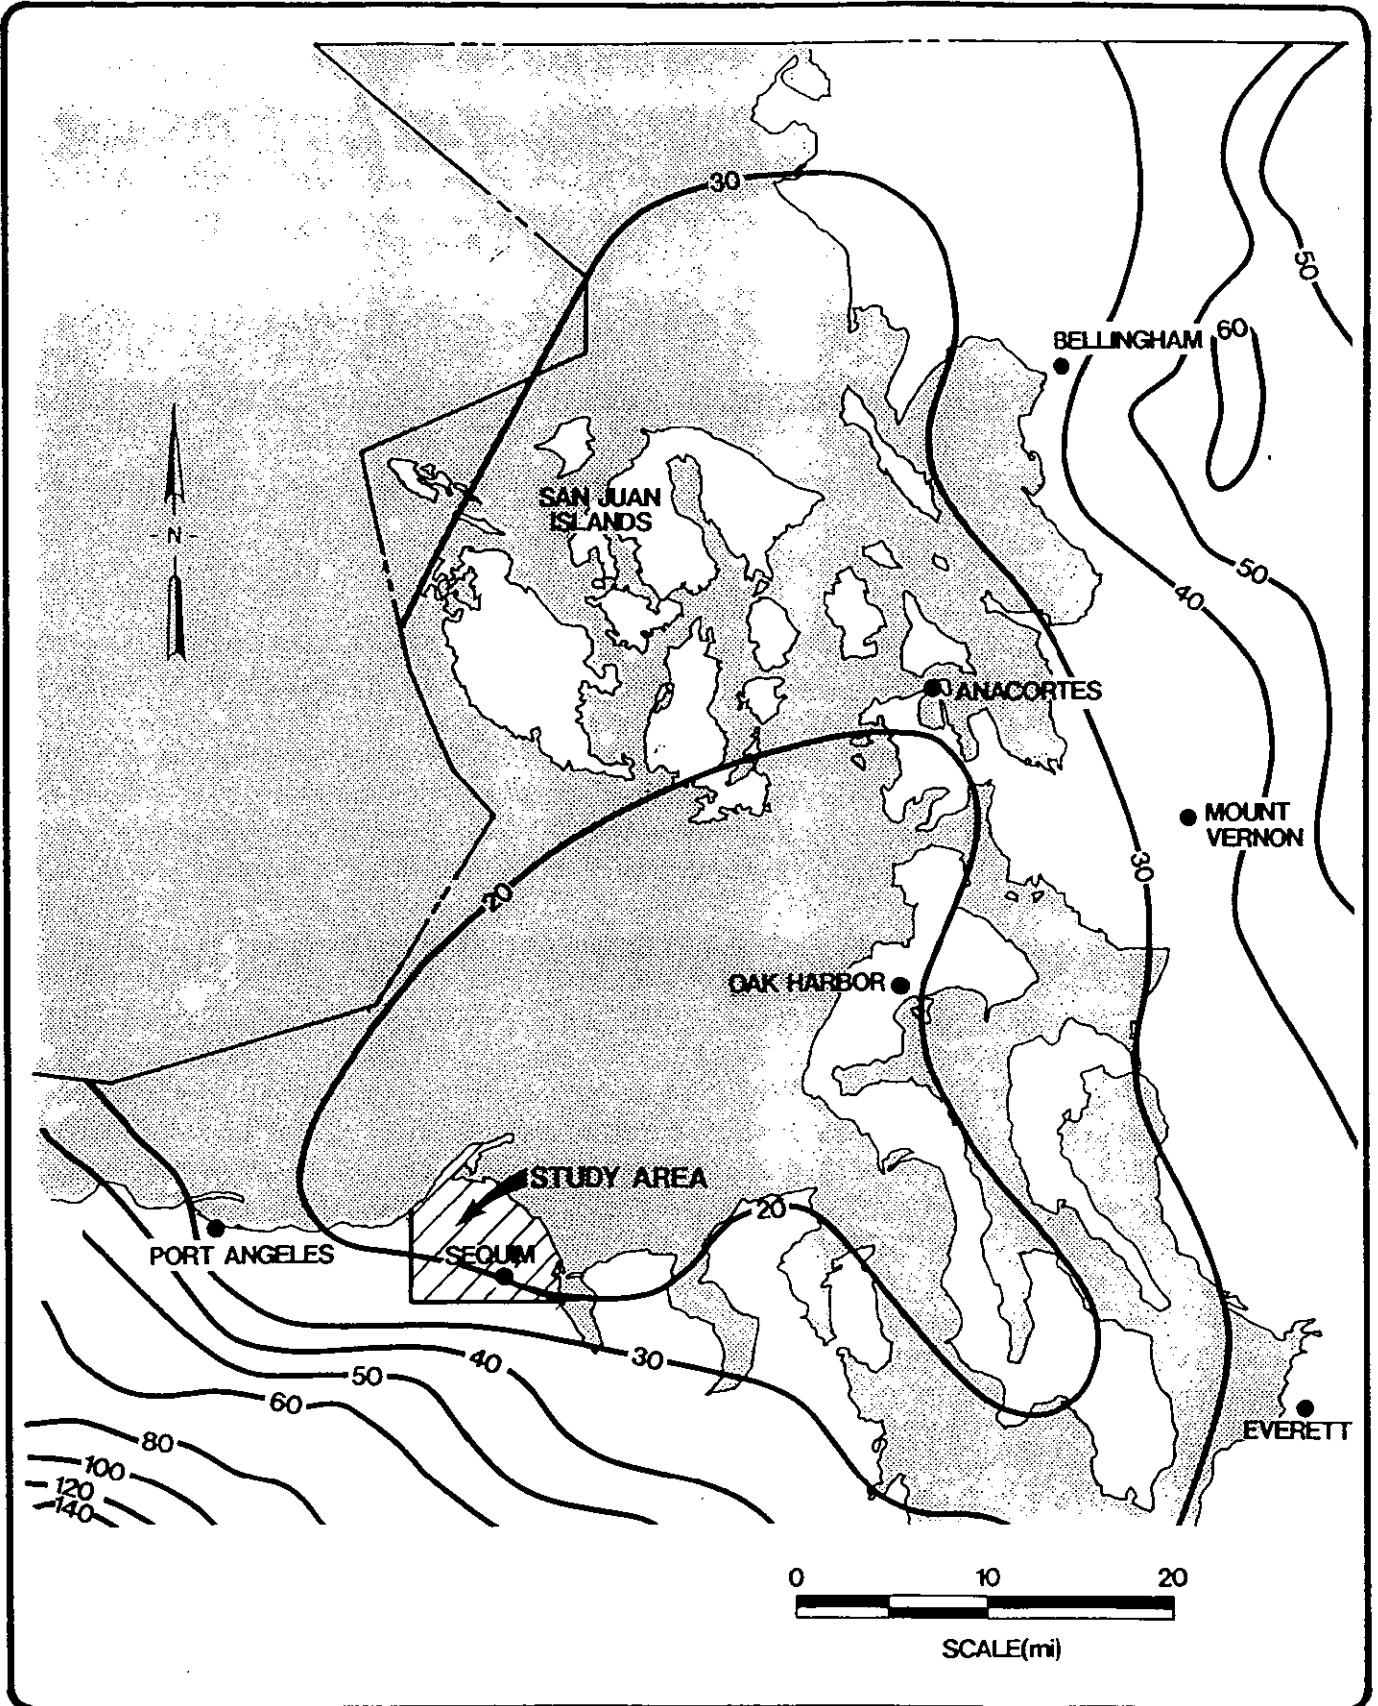 30
50
BELLINGHAM
60
SAN JUAN
ISLANDS
- N -
50
40
ANACORTES
MOUNT
VERNON
30
20
OAK HARBOR
STUDY AREA
20
PORT ANGELES
SEQUIM
40
30
50
60
EVERETT
80
100
120
140
0 10 20
SCALE(mi)